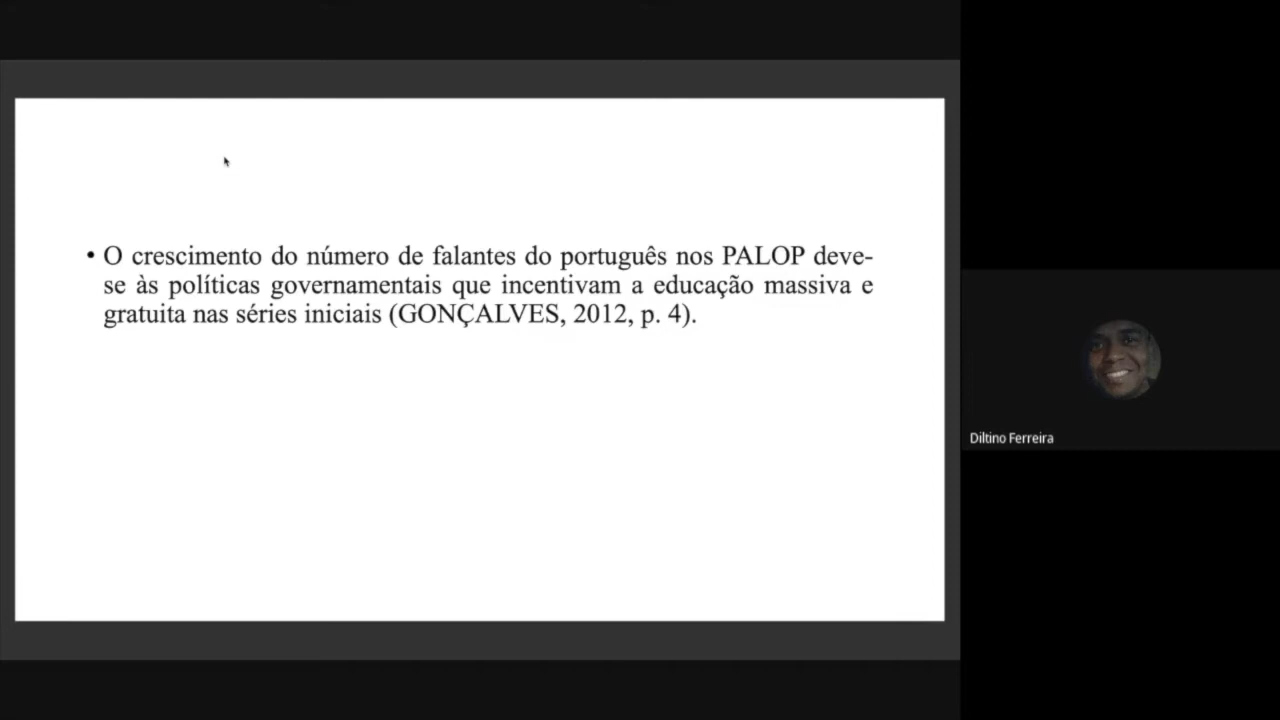 • O crescimento do número de falantes do português nos PALOP deve-
se às políticas governamentais que incentivam a educação massiva e
gratuita nas séries iniciais (GONÇALVES, 2012, p. 4).
Diltino Ferreira